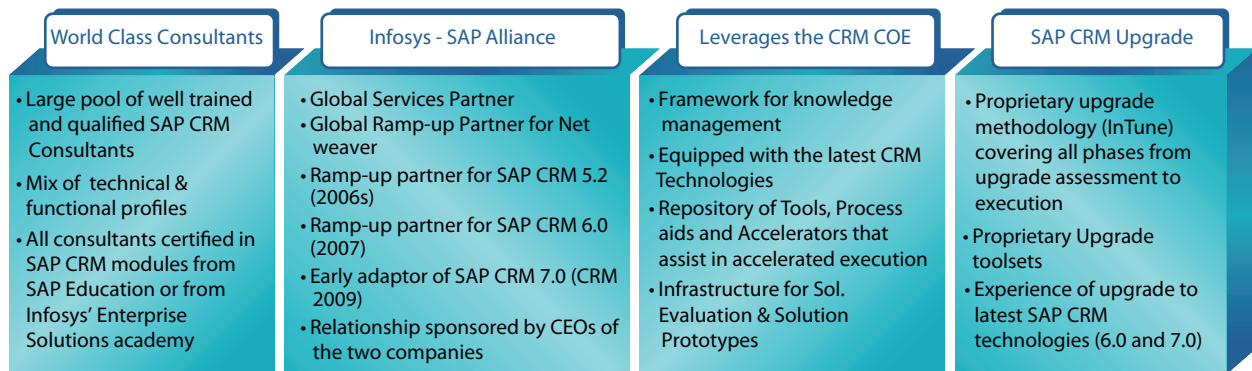 World Class Consultants
• Large pool of well trained
and qualified SAP CRM
Consultants
• Mix of technical &
functional profiles
• All consultants certified in
SAP CRM modules from
SAP Education or from
Infosys' Enterprise
Solutions academy
Infosys - SAP Alliance
• Global Services Partner
• Global Ramp-up Partner for Net
weaver
• Ramp-up partner for SAP CRM 5.2
(2006s)
• Ramp-up partner for SAP CRM 6.0
(2007)
• Early adaptor of SAP CRM 7.0 (CRM
2009)
• Relationship sponsored by CEOs of
the two companies
Leverages the CRM COE
• Framework for knowledge
management
• Equipped with the latest CRM
Technologies
• Repository of Tools, Process
aids and Accelerators that
assist in accelerated execution
• Infrastructure for Sol.
Evaluation & Solution
Prototypes
SAP CRM Upgrade
• Proprietary upgrade
methodology (InTune)
covering all phases from
upgrade assessment to
execution
• Proprietary Upgrade
toolsets
• Experience of upgrade to
latest SAP CRM
technologies (6.0 and 7.0)